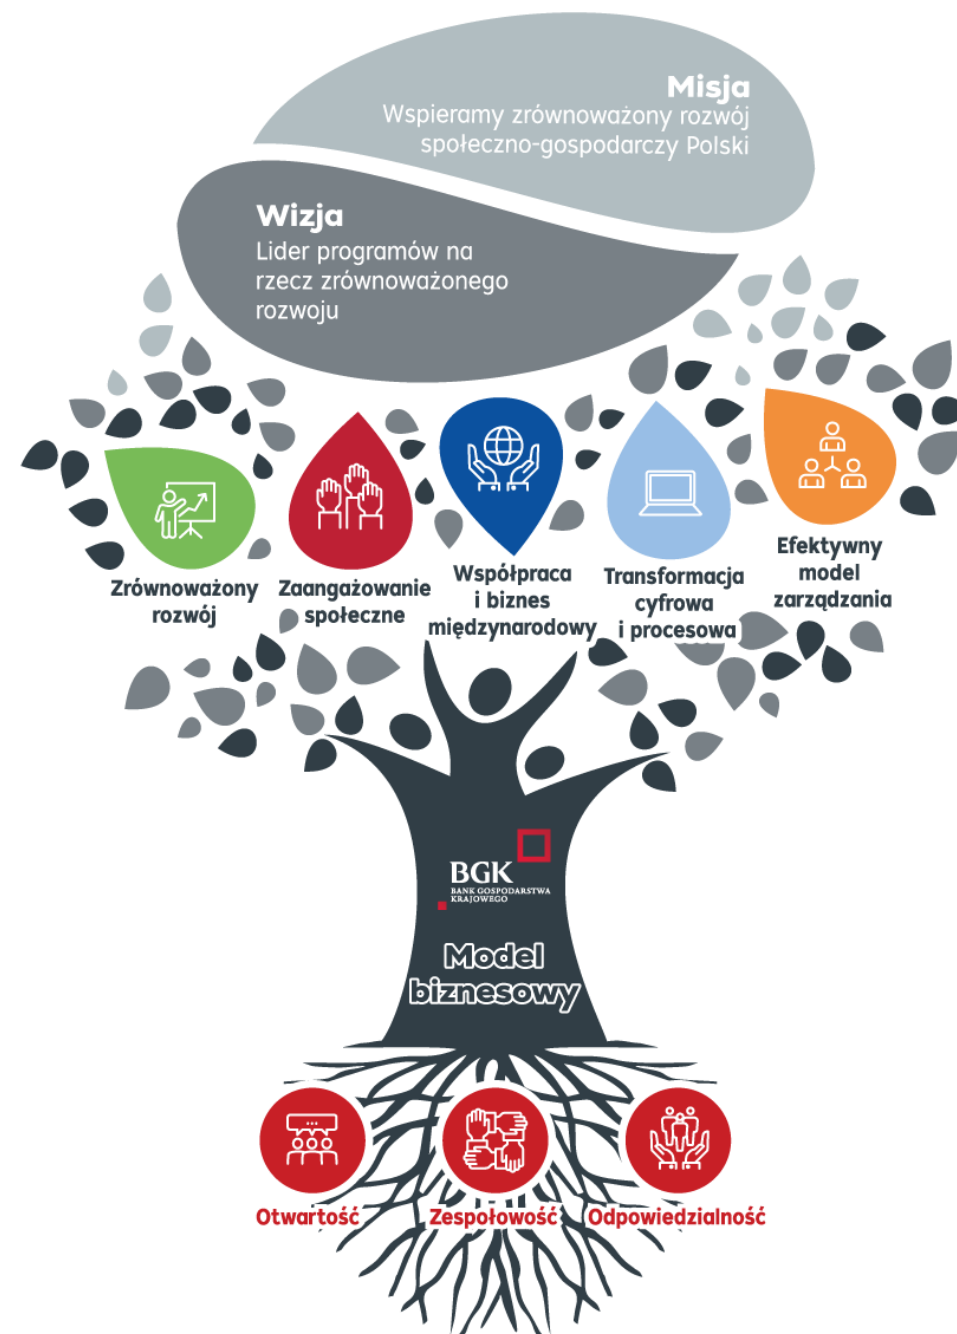 Misja
Wspieramy zrównoważony rozwój
społeczno-gospodarczy Polski
Wizja
Lider programów na
rzecz zrównoważonego
rozwoju
Zrównoważony
rozwój
Zaangażowanie
społeczne
Współpraca
i biznes
międzynarodowy
Transformacja
cyfrowa
i procesowa
Efektywny
model
zarządzania
BGK
BANK GOSPODARSTWA
KRAJOWEGO
Model
biznesowy
Otwartość
Zespołowość
Odpowiedzialność